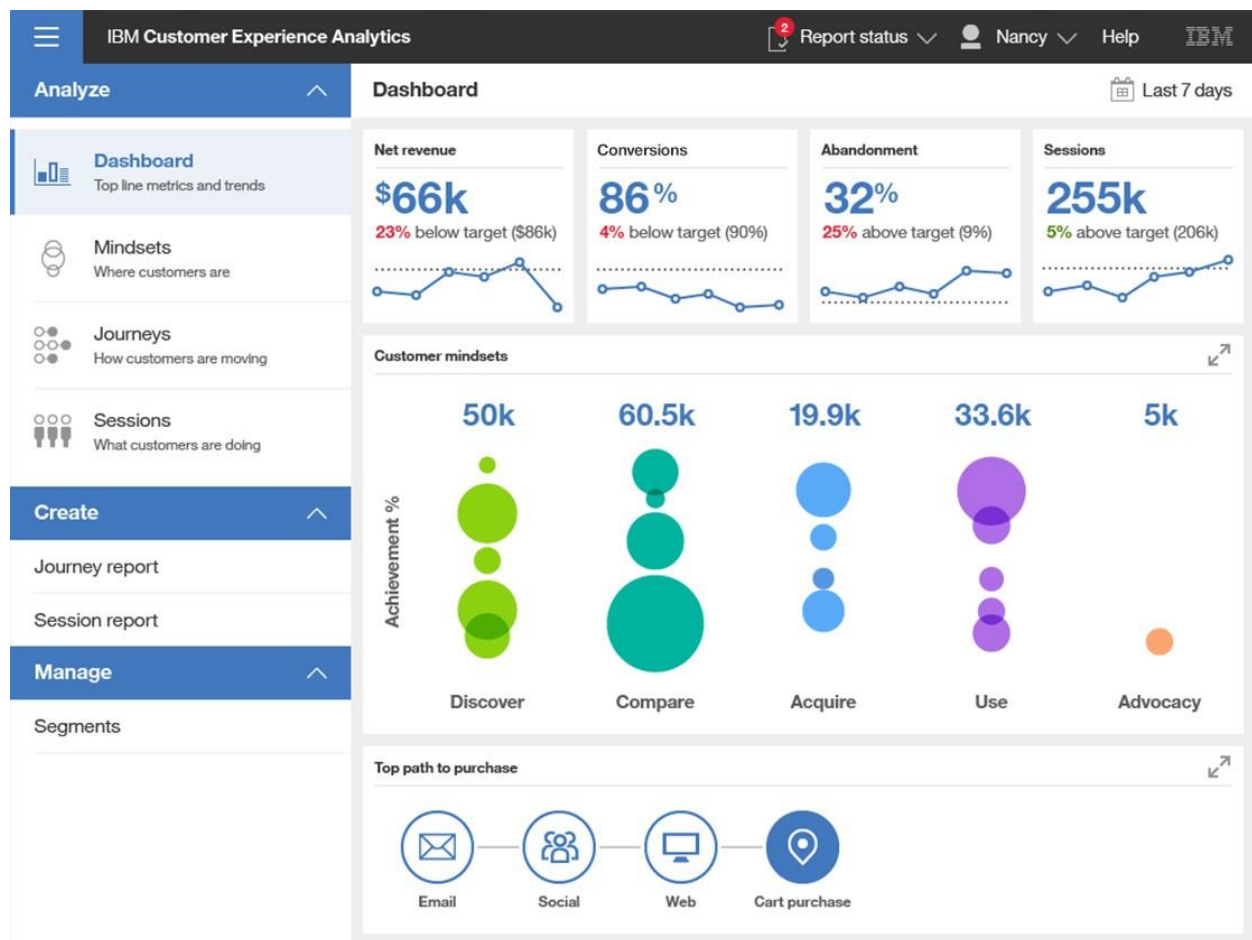 IBM Customer Experience Analytics
2
Report status
Nancy
Help
IBM
Analyze
Dashboard
Top line metrics and trends
Mindsets
Where customers are
Journeys
How customers are moving
Sessions
What customers are doing
Create
Journey report
Session report
Manage
Segments
Dashboard
Last 7 days
Net revenue
$66k
23% below target ($86k)
Conversions
86%
4% below target (90%)
Abandonment
32%
25% above target (9%)
Sessions
255k
5% above target (206k)
Customer mindsets
50k
60.5k
19.9k
33.6k
5k
Achievement %
Discover
Compare
Acquire
Use
Advocacy
Top path to purchase
Email
Social
Web
Cart purchase